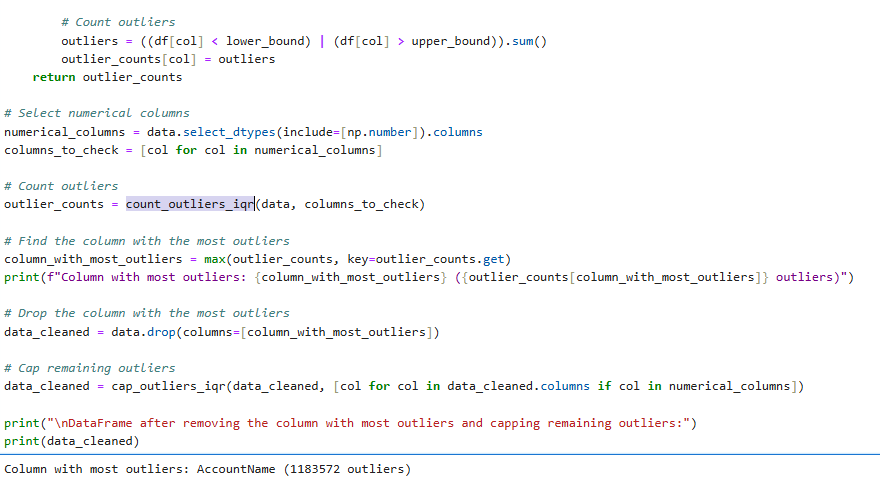 # Count outliers
outliers = ((df[col] < lower_bound) | (df[col] > upper_bound)).sum()
outlier_counts[col] = outliers
return outlier_counts
# Select numerical columns
numerical_columns = data.select_dtypes(include=[np.number]).columns
columns_to_check = [col for col in numerical_columns]
# Count outliers
outlier_counts = count_outliers_iqr(data, columns_to_check)
# Find the column with the most outliers
column_with_most_outliers = max(outlier_counts, key=outlier_counts.get)
print(f"Column with most outliers: {column_with_most_outliers} ({outlier_counts[column_with_most_outliers]} outliers)")
# Drop the column with the most outliers
data_cleaned = data.drop(columns=[column_with_most_outliers])
# Cap remaining outliers
data_cleaned = cap_outliers_iqr(data_cleaned, [col for col in data_cleaned.columns if col in numerical_columns])
print("\nDataFrame after removing the column with most outliers and capping remaining outliers:")
print(data_cleaned)
Column with most outliers: AccountName (1183572 outliers)